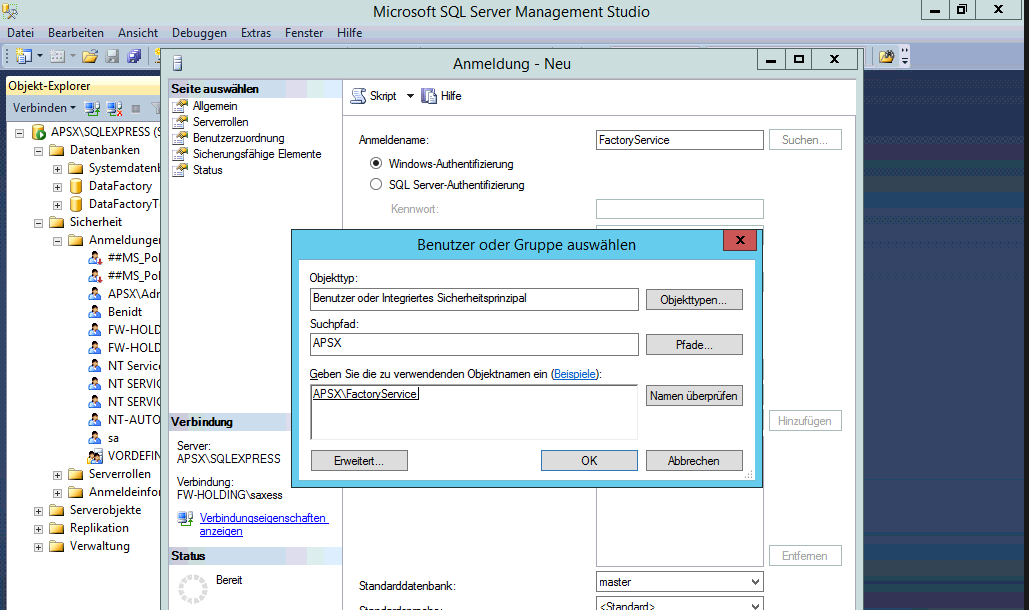 Microsoft SQL Server Management Studio
Datei Bearbeiten Ansicht Debuggen Extras Fenster Hilfe
Anmeldung - Neu
Objekt-Explorer
Verbinden
APSX\SQLEXPRESS (S
Datenbanken
Systemdatenb
DataFactory
DataFactoryT
Sicherheit
Anmeldungen
##MS_Pol
##MS_Pol
APSX\Adr
Benidt
FW-HOLD
FW-HOLD
NT Service
NT SERVIC
NT SERVIC
NT-AUTO
sa
VORDEFIN
Serverrollen
Anmeldeinfor
Serverobjekte
Replikation
Verwaltung
Seite auswählen
Allgemein
Serverrollen
Benutzerzuordnung
Sicherungsfähige Elemente
Status
Verbindung
Server:
APSX\SQLEXPRESS
Verbindung:
FW-HOLDING\saxess
Verbindungseigenschaften
anzeigen
Status
Bereit
Skript Hilfe
Anmeldename: FactoryService Suchen...
Windows-Authentifizierung
SQL Server-Authentifizierung
Kennwort:
Benutzer oder Gruppe auswählen
Objekttyp:
Benutzer oder Integriertes Sicherheitsprinzipal Objekttypen...
Suchpfad:
APSX Pfade...
Geben Sie die zu verwendenden Objektnamen ein (Beispiele):
APSX\FactoryService Namen überprüfen
Erweitert... OK Abbrechen
Hinzufügen
Entfernen
Standarddatenbank: master
Standardsprache: <Standard>